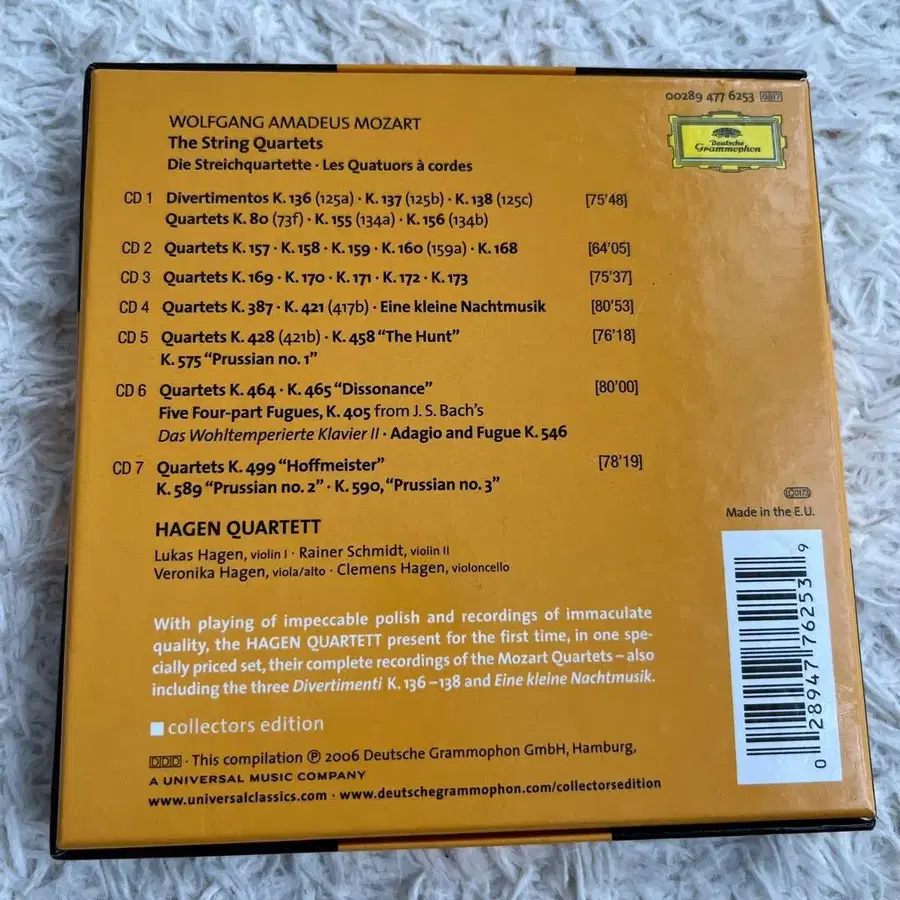 00289 477 6253 GB17
Deutsche
Grammophon
WOLFGANG AMADEUS MOZART
The String Quartets
Die Streichquartette · Les Quatuors à cordes
CD 1 Divertimentos K. 136 (125a) · K. 137 (125b) · K. 138 (125c) [75'48]
Quartets K. 80 (73f) · K. 155 (134a) · K. 156 (134b)
CD 2 Quartets K. 157 · K. 158 · K. 159 · K. 160 (159a) · K. 168 [64'05]
CD 3 Quartets K. 169 · K. 170 · K. 171 · K. 172 · K. 173 [75'37]
CD 4 Quartets K. 387 · K. 421 (417b) · Eine kleine Nachtmusik [80'53]
CD 5 Quartets K. 428 (421b) · K. 458 “The Hunt” [76'18]
K. 575 “Prussian no. 1”
CD 6 Quartets K. 464 · K. 465 “Dissonance” [80'00]
Five Four-part Fugues, K. 405 from J. S. Bach's
Das Wohltemperierte Klavier II · Adagio and Fugue K. 546
CD 7 Quartets K. 499 “Hoffmeister” [78'19]
K. 589 “Prussian no. 2” · K. 590, “Prussian no. 3”
HAGEN QUARTETT
Lukas Hagen, violin I · Rainer Schmidt, violin II
Veronika Hagen, viola/alto · Clemens Hagen, violoncello
Made in the E.U.
With playing of impeccable polish and recordings of immaculate
quality, the HAGEN QUARTETT present for the first time, in one spe-
cially priced set, their complete recordings of the Mozart Quartets – also
including the three Divertimenti K. 136 – 138 and Eine kleine Nachtmusik.
collectors edition
DDD · This compilation ℗ 2006 Deutsche Grammophon GmbH, Hamburg,
A UNIVERSAL MUSIC COMPANY
www.universalclassics.com · www.deutschegrammophon.com/collectorsedition
0 28947 76253 9